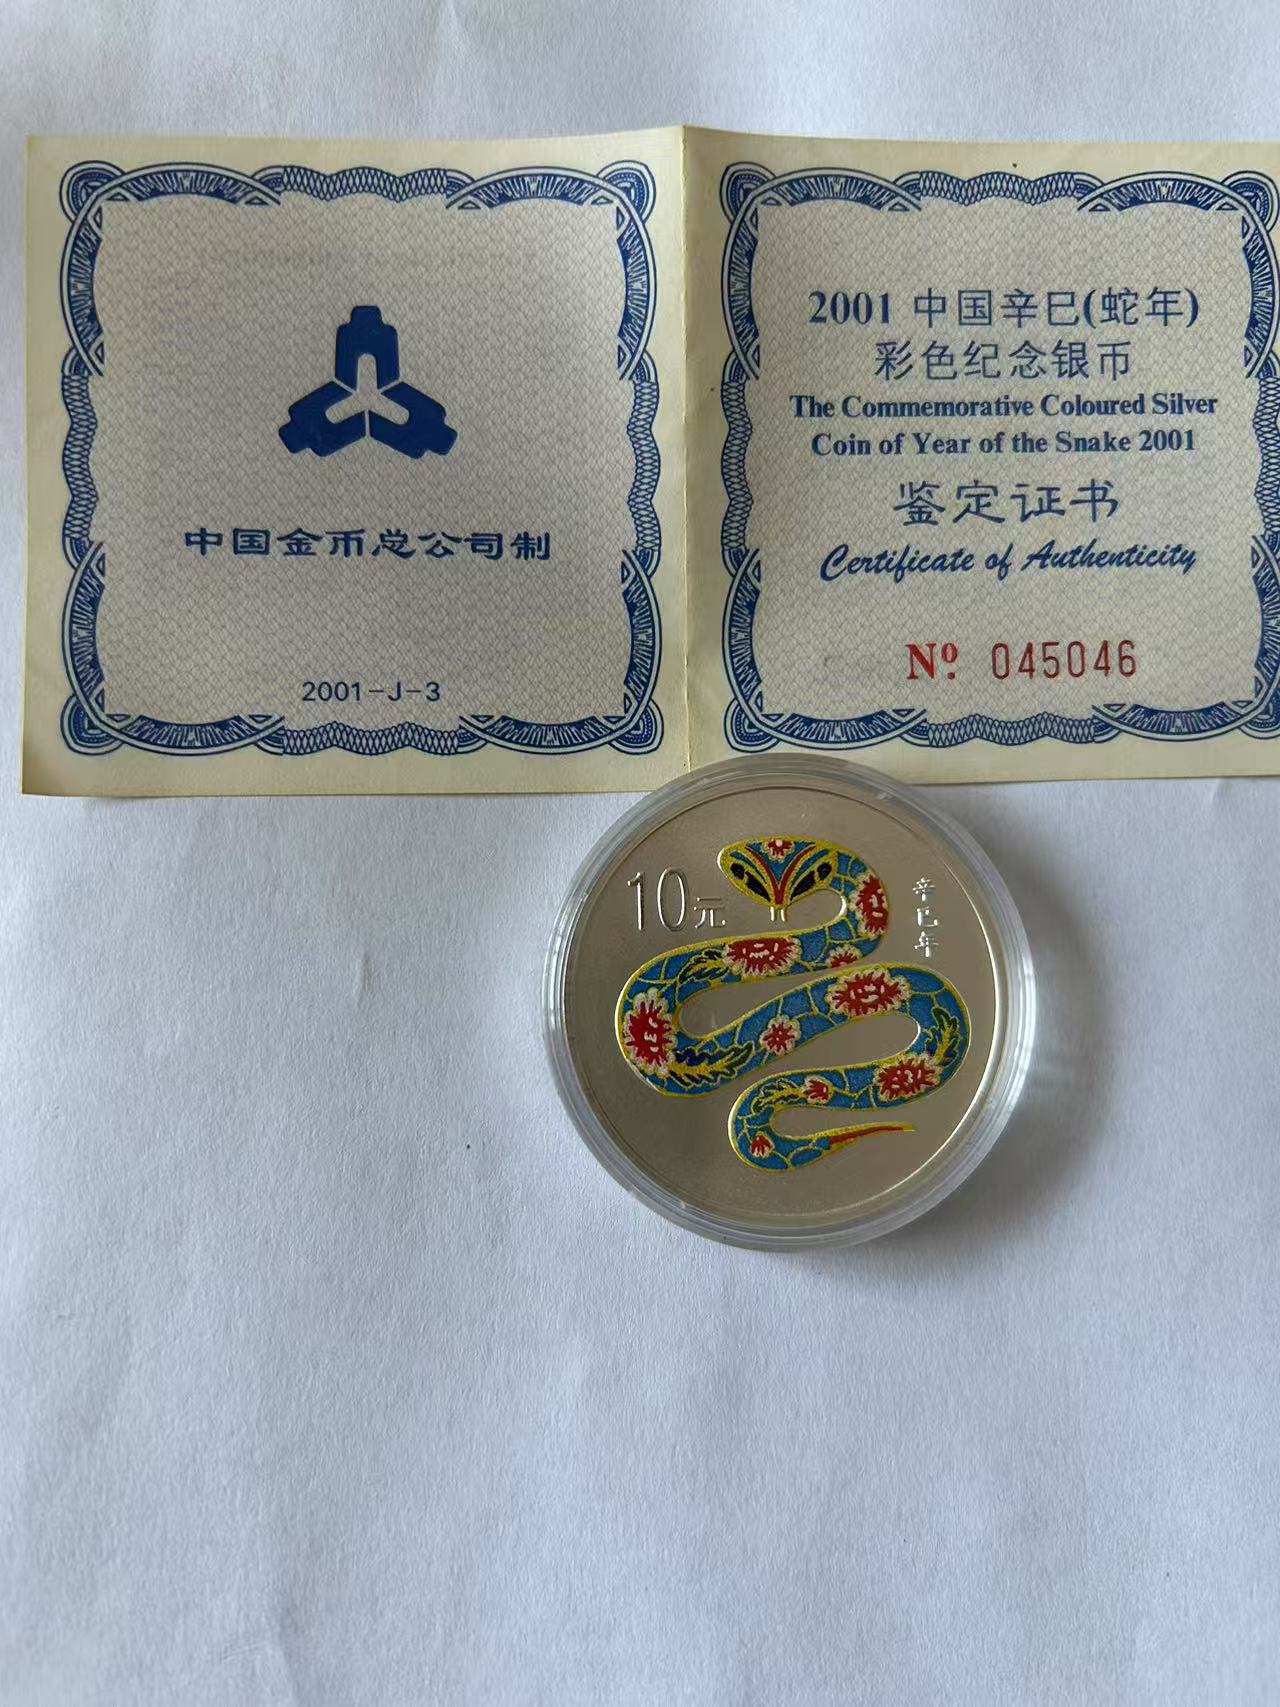 中国金币总公司制
2001-J-3
2001 中国辛巳(蛇年)
彩色纪念银币
The Commemorative Coloured Silver
Coin of Year of the Snake 2001
鉴定证书
Certificate of Authenticity
Nº. 045046
10元
辛巳年